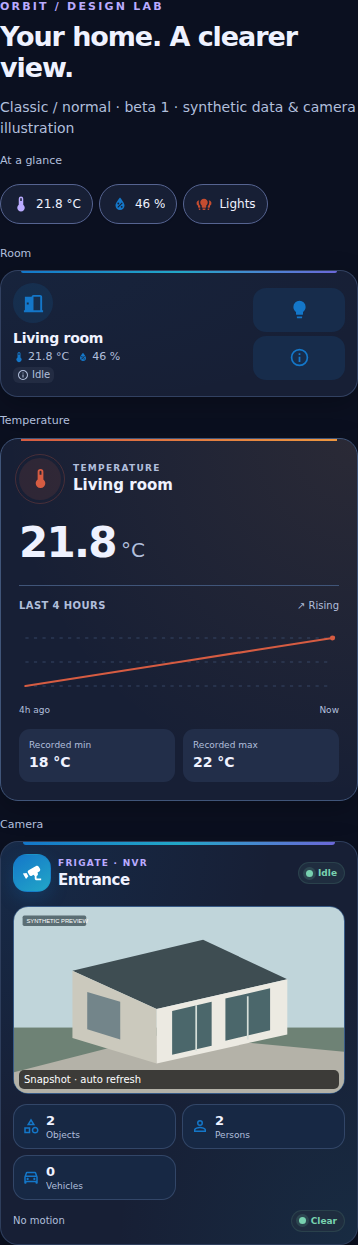 ORBIT / DESIGN LAB
Your home. A clearer
view.
Classic / normal · beta 1 · synthetic data & camera
illustration
At a glance
21.8 °C
46 %
Lights
Room
Living room
21.8 °C 46 %
Idle
Temperature
TEMPERATURE
Living room
21.8 °C
LAST 4 HOURS
↗ Rising
4h ago
Now
Recorded min
18 °C
Recorded max
22 °C
Camera
FRIGATE · NVR
Entrance
Idle
SYNTHETIC PREVIEW
Snapshot · auto refresh
2
Objects
2
Persons
0
Vehicles
No motion
Clear